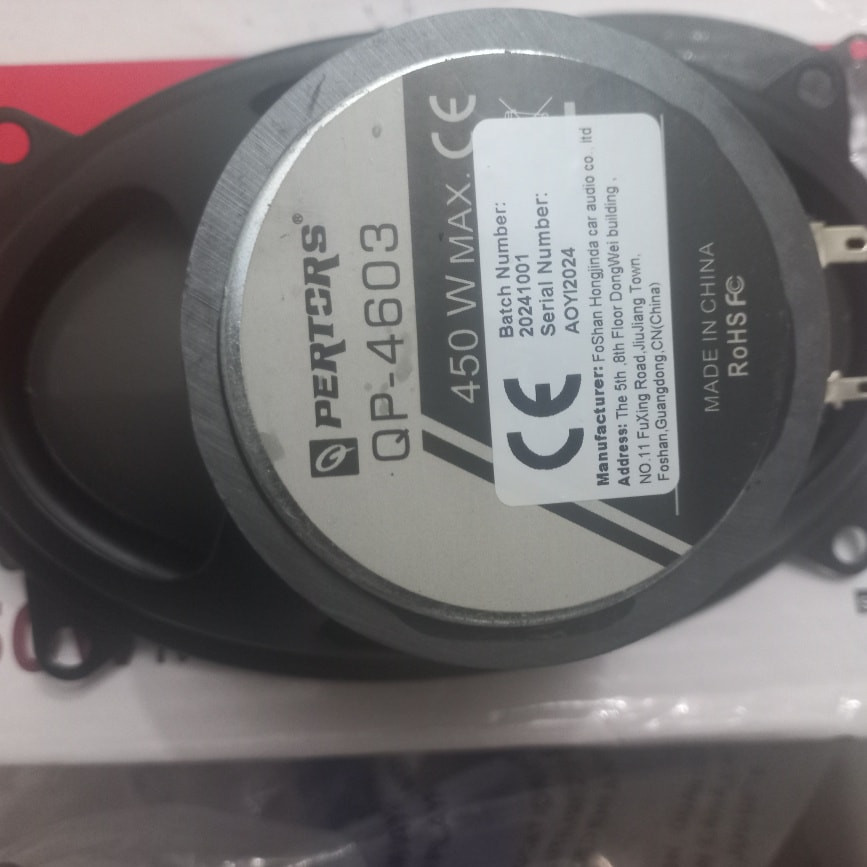 PERTORS®
QP-4603
450 W MAX. CE
Batch Number:
20241001
Serial Number:
AOYI2024
CE
Manufacturer: FoShan Hongjinda car audio co., ltd
Address: The 5th ,8th Floor DongWei building ,
NO.11 FuXing Road,JiuJiang Town,
Foshan,Guangdong,CN(China)
MADE IN CHINA
RoHS FC